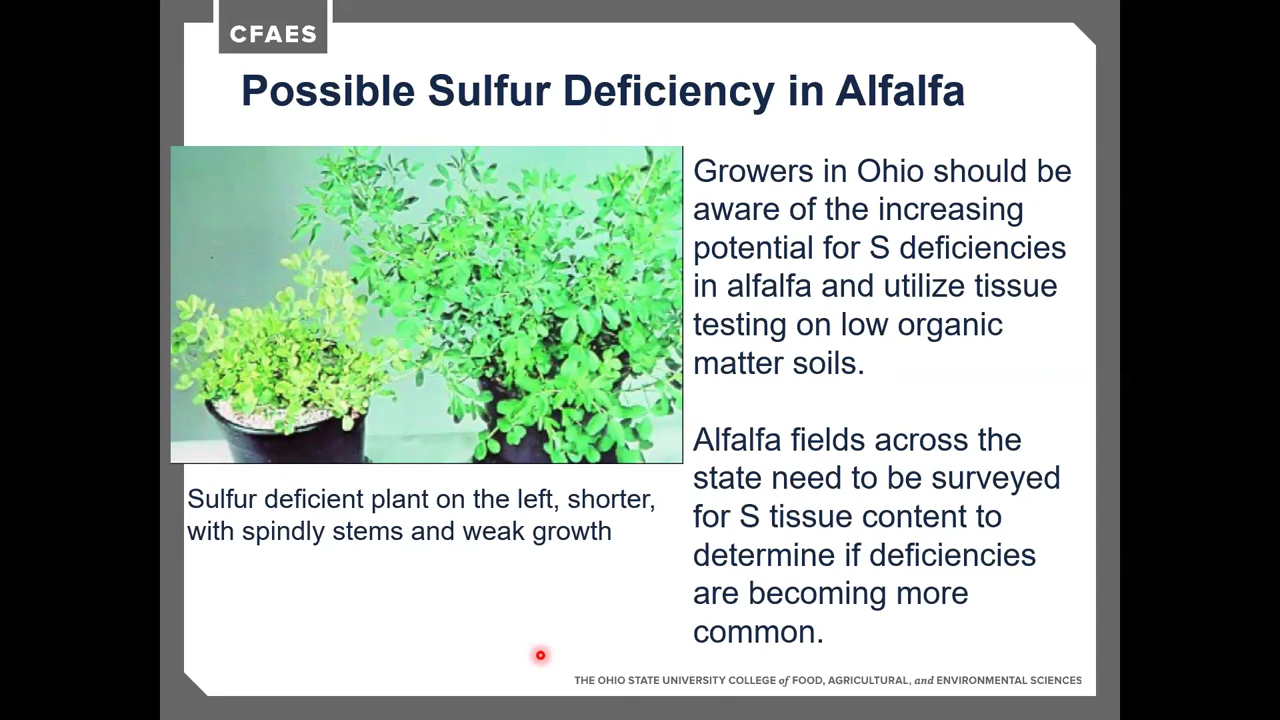 CFAES
Possible Sulfur Deficiency in Alfalfa
Growers in Ohio should be
aware of the increasing
potential for S deficiencies
in alfalfa and utilize tissue
testing on low organic
matter soils.
Alfalfa fields across the
state need to be surveyed
for S tissue content to
determine if deficiencies
are becoming more
common.
Sulfur deficient plant on the left, shorter,
with spindly stems and weak growth
THE OHIO STATE UNIVERSITY COLLEGE of FOOD, AGRICULTURAL, and ENVIRONMENTAL SCIENCES